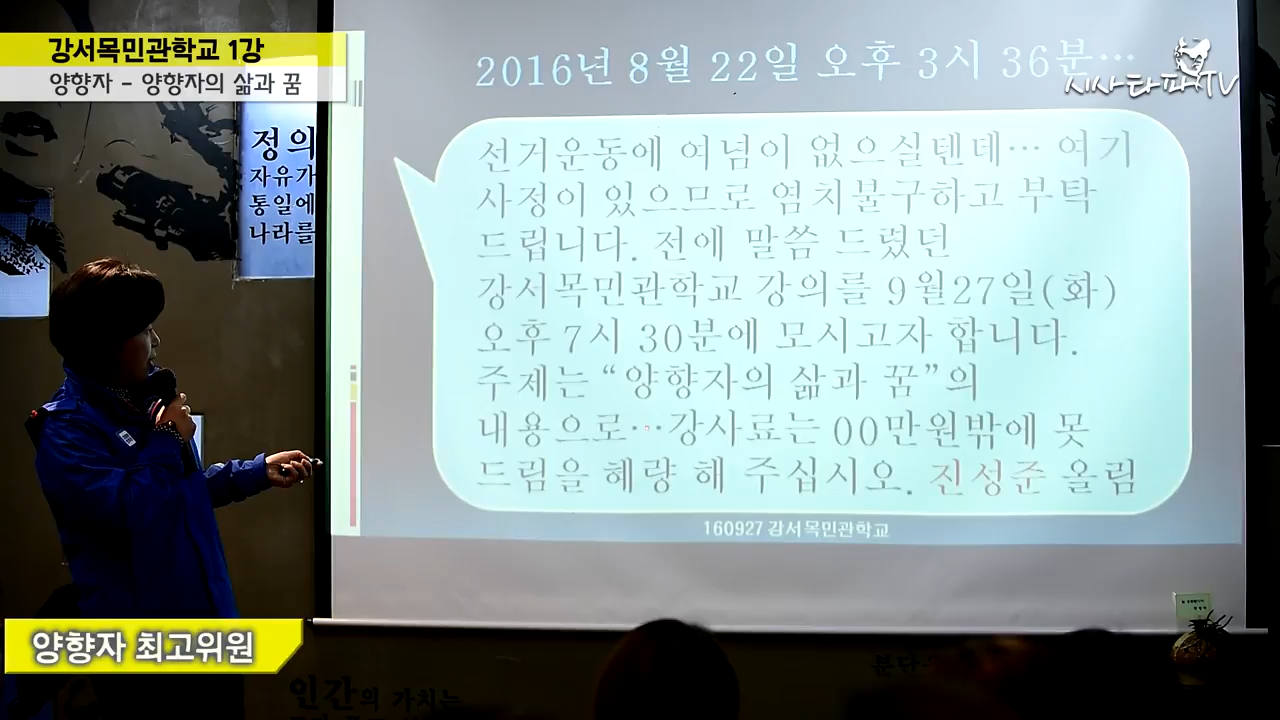 강서목민관학교 1강
양향자 - 양향자의 삶과 꿈
시사타파TV
정의
자유가
통일에
나라를
2016년 8월 22일 오후 3시 36분…
선거운동에 여념이 없으실텐데… 여기
사정이 있으므로 염치불구하고 부탁
드립니다. 전에 말씀 드렸던
강서목민관학교 강의를 9월27일(화)
오후 7시 30분에 모시고자 합니다.
주제는 “양향자의 삶과 꿈”의
내용으로…강사료는 00만원밖에 못
드림을 혜량 해 주십시오. 진성준 올림
160927 강서목민관학교
양향자 최고위원
인간의 가치는
분단